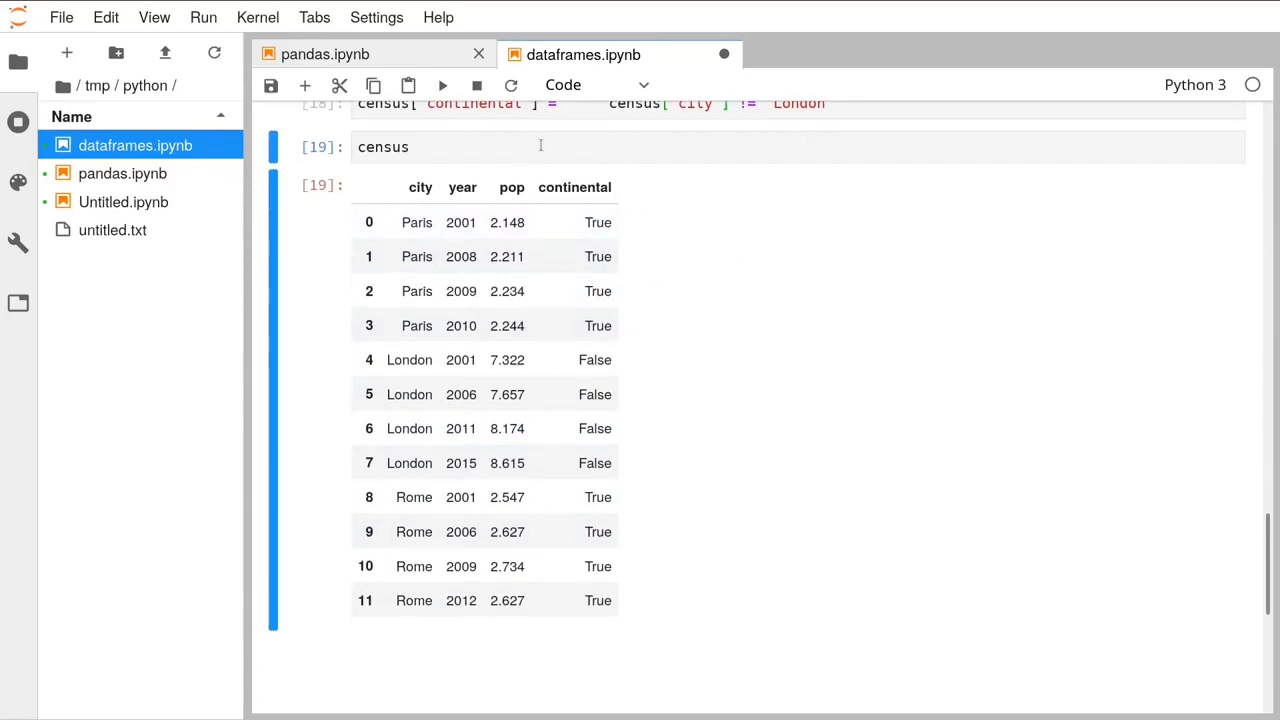 File Edit View Run Kernel Tabs Settings Help
pandas.ipynb
dataframes.ipynb
/ tmp / python /
Code
Python 3
Name
dataframes.ipynb
pandas.ipynb
Untitled.ipynb
untitled.txt
[18]: census['continental'] = census['city'] != 'London'
[19]: census
[19]:
city year pop continental
0 Paris 2001 2.148 True
1 Paris 2008 2.211 True
2 Paris 2009 2.234 True
3 Paris 2010 2.244 True
4 London 2001 7.322 False
5 London 2006 7.657 False
6 London 2011 8.174 False
7 London 2015 8.615 False
8 Rome 2001 2.547 True
9 Rome 2006 2.627 True
10 Rome 2009 2.734 True
11 Rome 2012 2.627 True